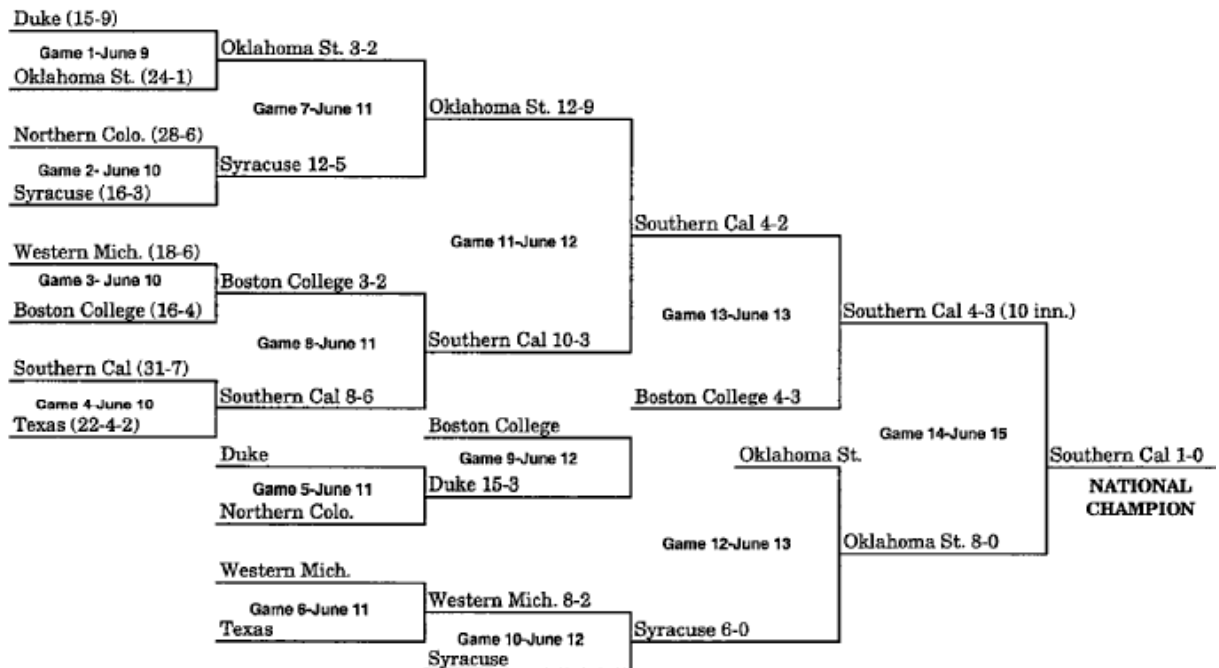 Duke (15-9)
Game 1-June 9
Oklahoma St. (24-1)
Oklahoma St. 3-2
Game 7-June 11
Northern Colo. (28-6)
Game 2- June 10
Syracuse (16-3)
Syracuse 12-5
Oklahoma St. 12-9
Game 11-June 12
Western Mich. (18-6)
Game 3- June 10
Boston College (16-4)
Boston College 3-2
Game 8-June 11
Southern Cal (31-7)
Game 4-June 10
Texas (22-4-2)
Southern Cal 8-6
Southern Cal 10-3
Southern Cal 4-2
Game 13-June 13
Boston College 4-3
Southern Cal 4-3 (10 inn.)
Boston College
Game 9-June 12
Duke
Game 5-June 11
Northern Colo.
Duke 15-3
Game 14-June 15
Oklahoma St.
Game 12-June 13
Oklahoma St. 8-0
Southern Cal 1-0
NATIONAL
CHAMPION
Western Mich.
Game 6-June 11
Texas
Western Mich. 8-2
Game 10-June 12
Syracuse
Syracuse 6-0